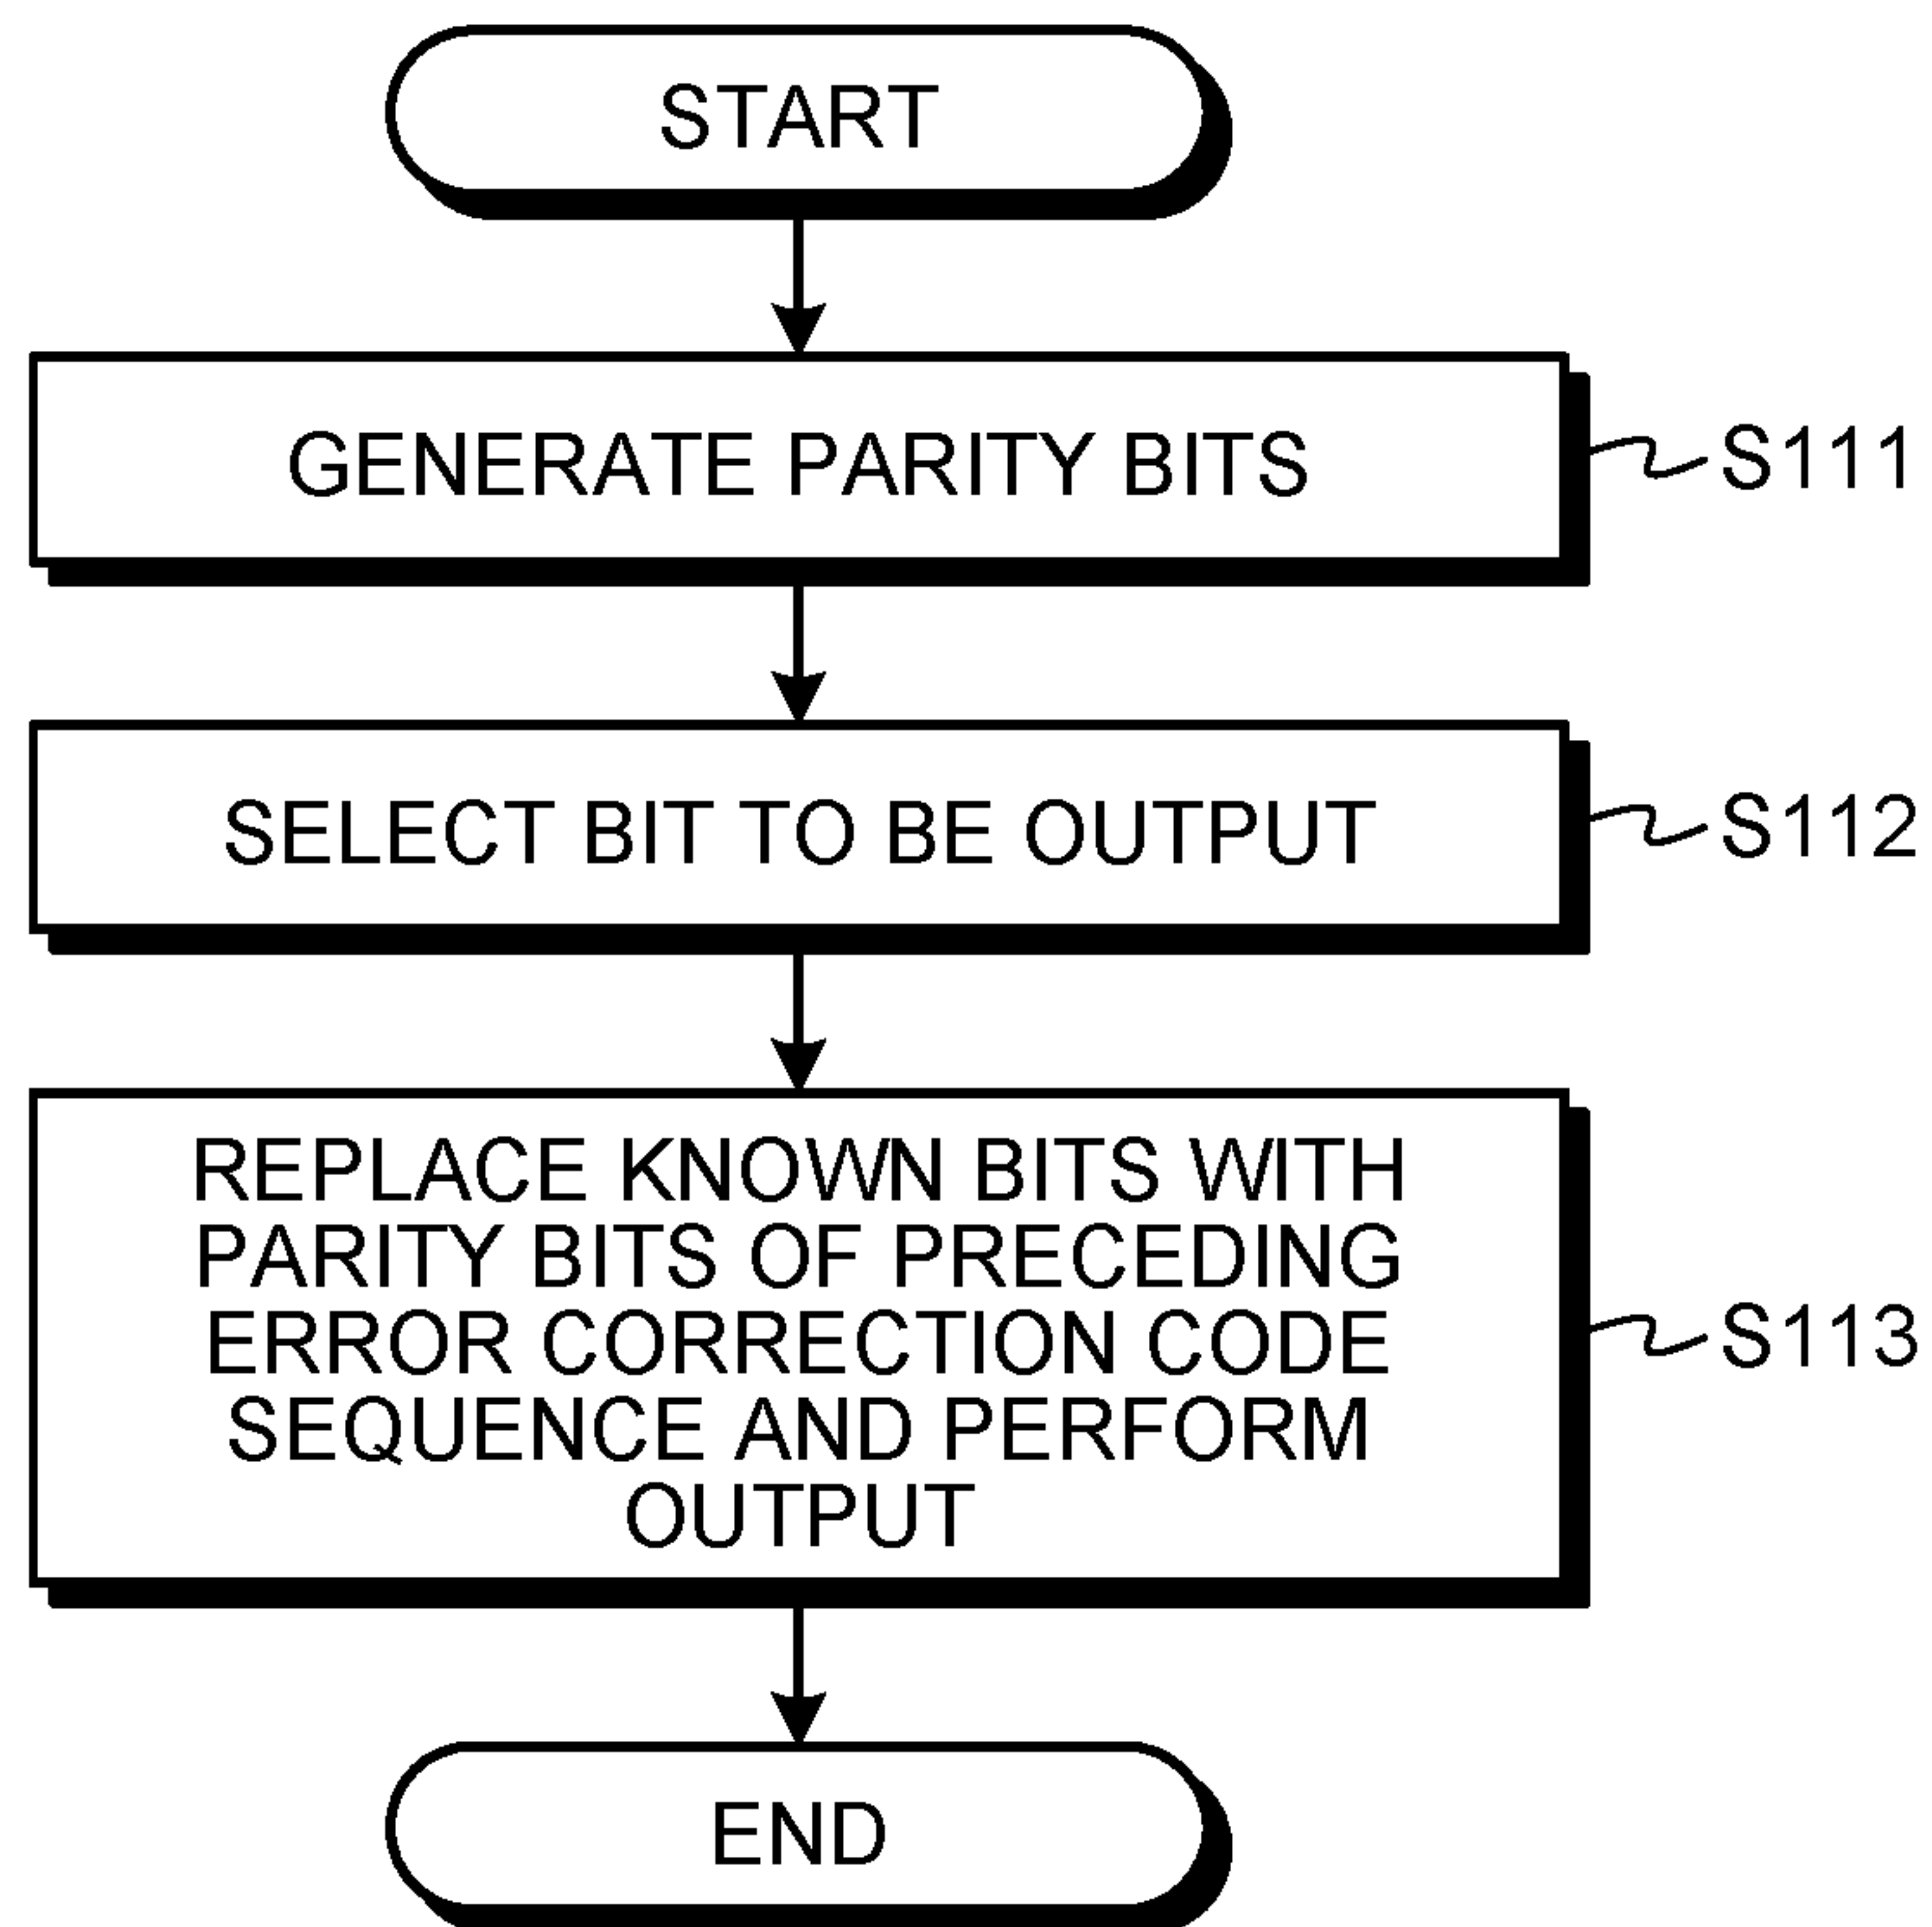 START
GENERATE PARITY BITS
S111
SELECT BIT TO BE OUTPUT
S112
REPLACE KNOWN BITS WITH
PARITY BITS OF PRECEDING
ERROR CORRECTION CODE
SEQUENCE AND PERFORM
OUTPUT
S113
END